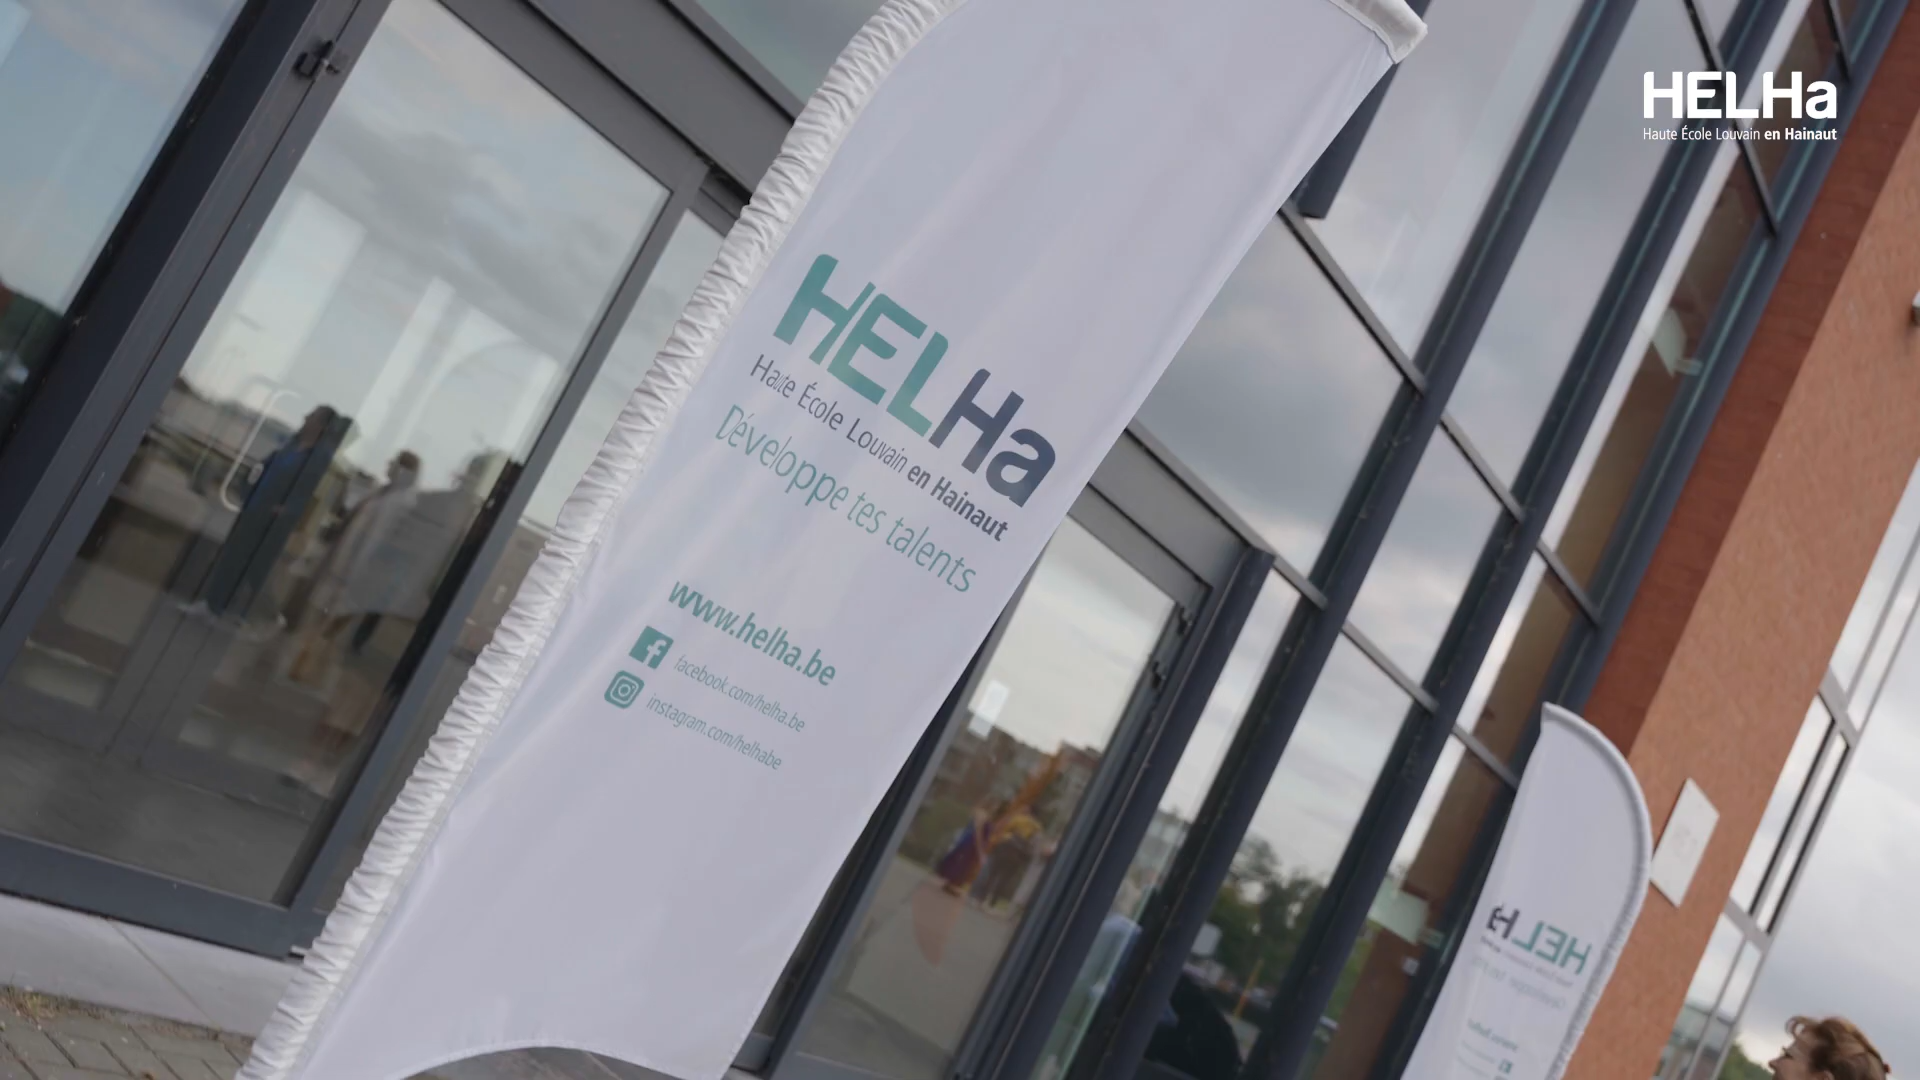 HELHa
Haute École Louvain en Hainaut
HELHa
Haute École Louvain en Hainaut
Développe tes talents
www.helha.be
facebook.com/helha.be
instagram.com/helhabe
HELHa